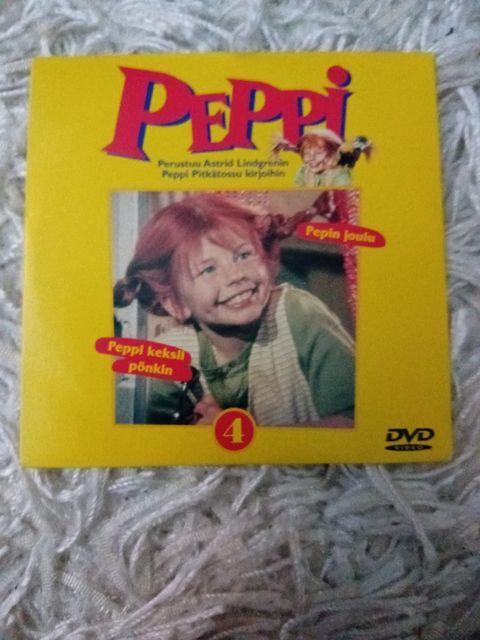 PEPPi
Perustuu Astrid Lindgrenin
Peppi Pitkätossu kirjoihin
Pepin joulu
Peppi keksii
pönkin
4
DVD
VIDEO